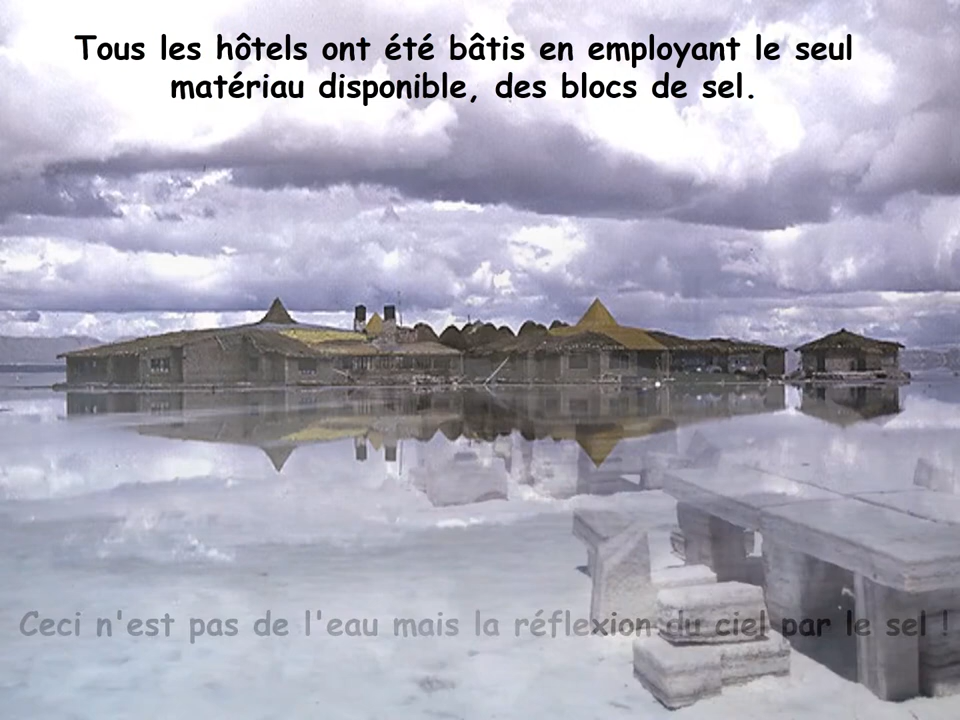 Tous les hôtels ont été bâtis en employant le seul
matériau disponible, des blocs de sel.
Ceci n'est pas de l'eau mais la réflexion du ciel par le sel !